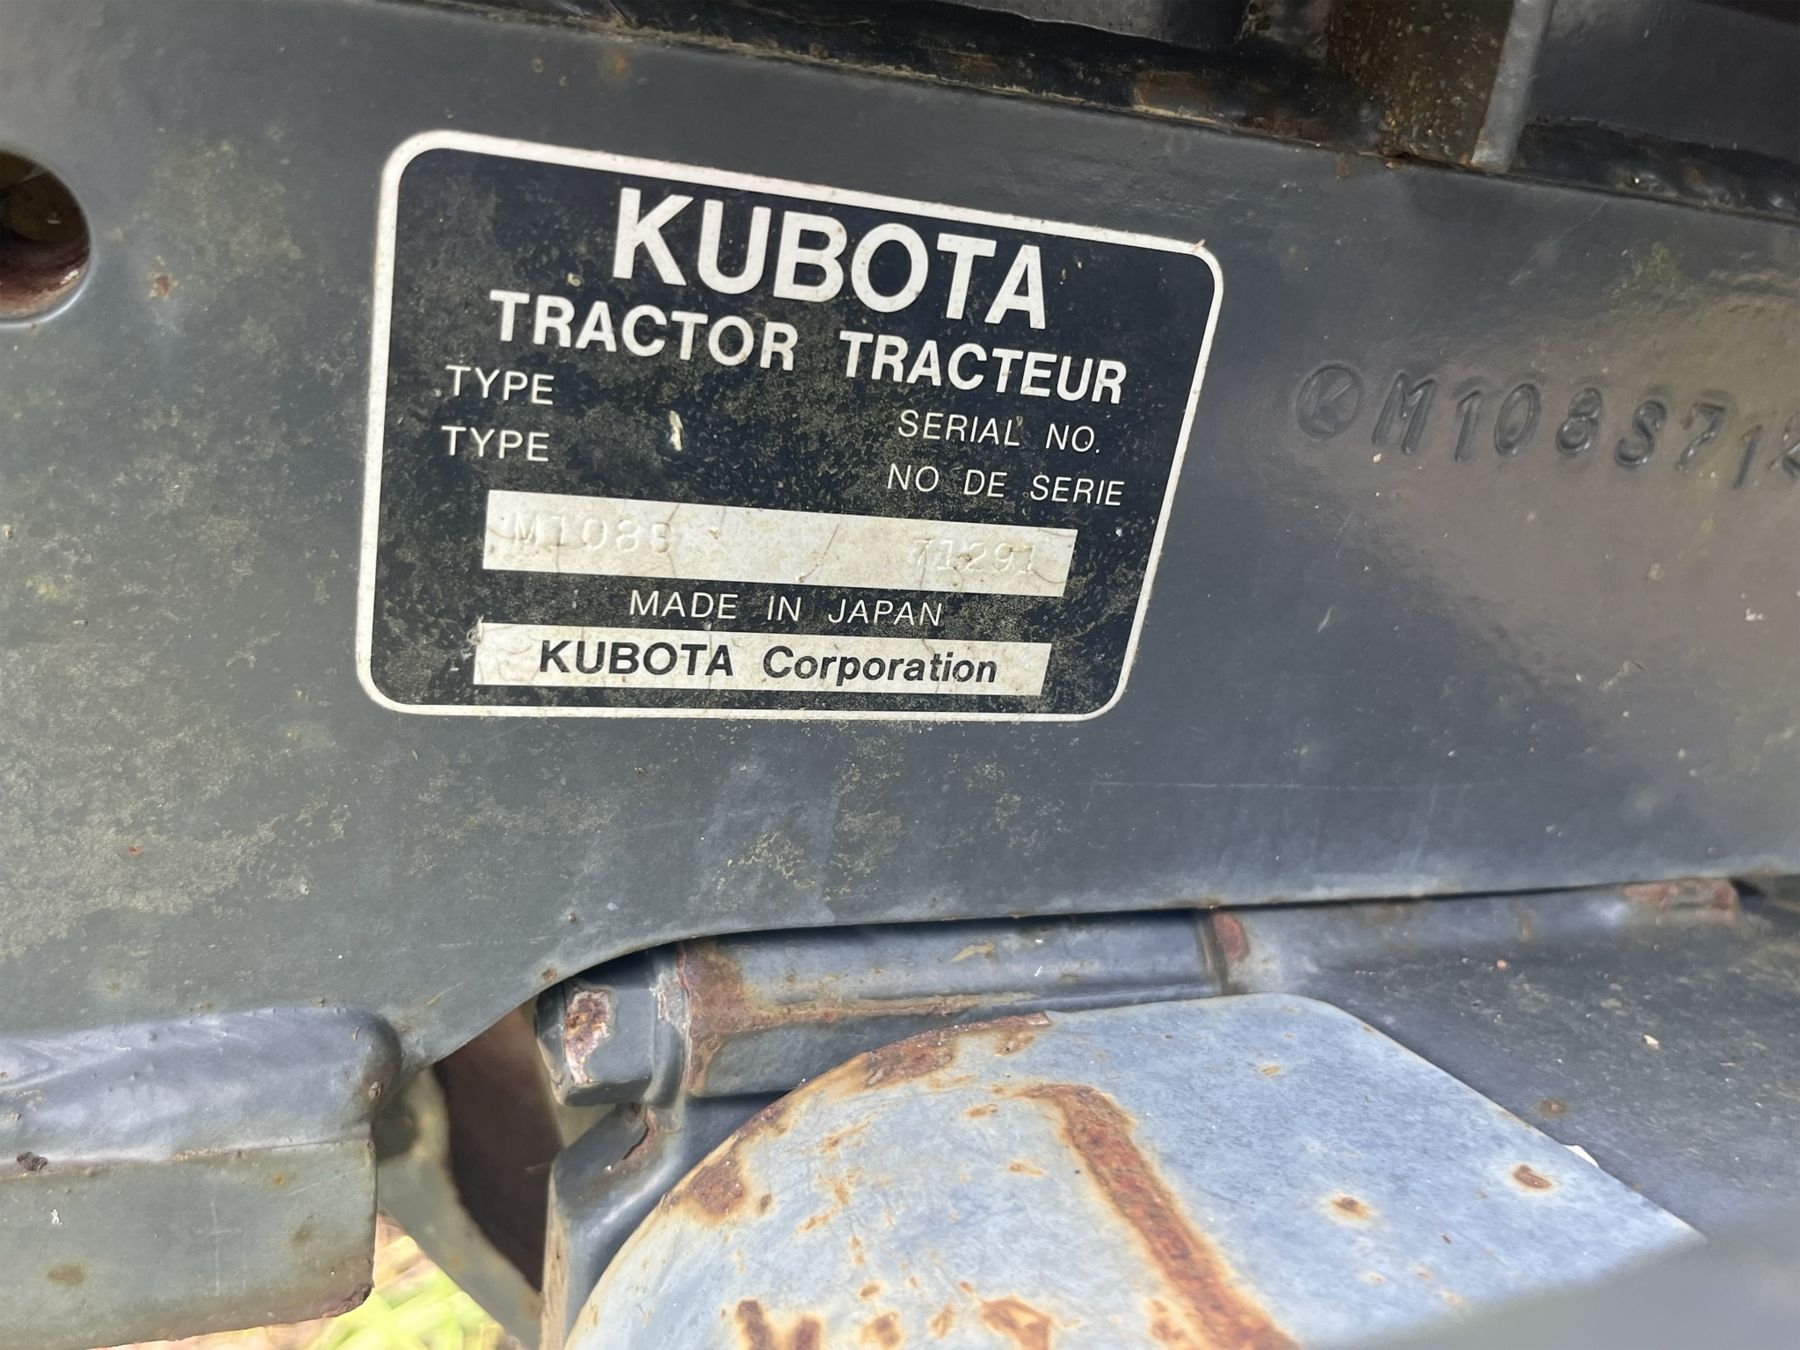 KUBOTA
TRACTOR TRACTEUR
TYPE SERIAL NO.
TYPE NO DE SERIE
M108S 71291
MADE IN JAPAN
KUBOTA Corporation
K M108S71